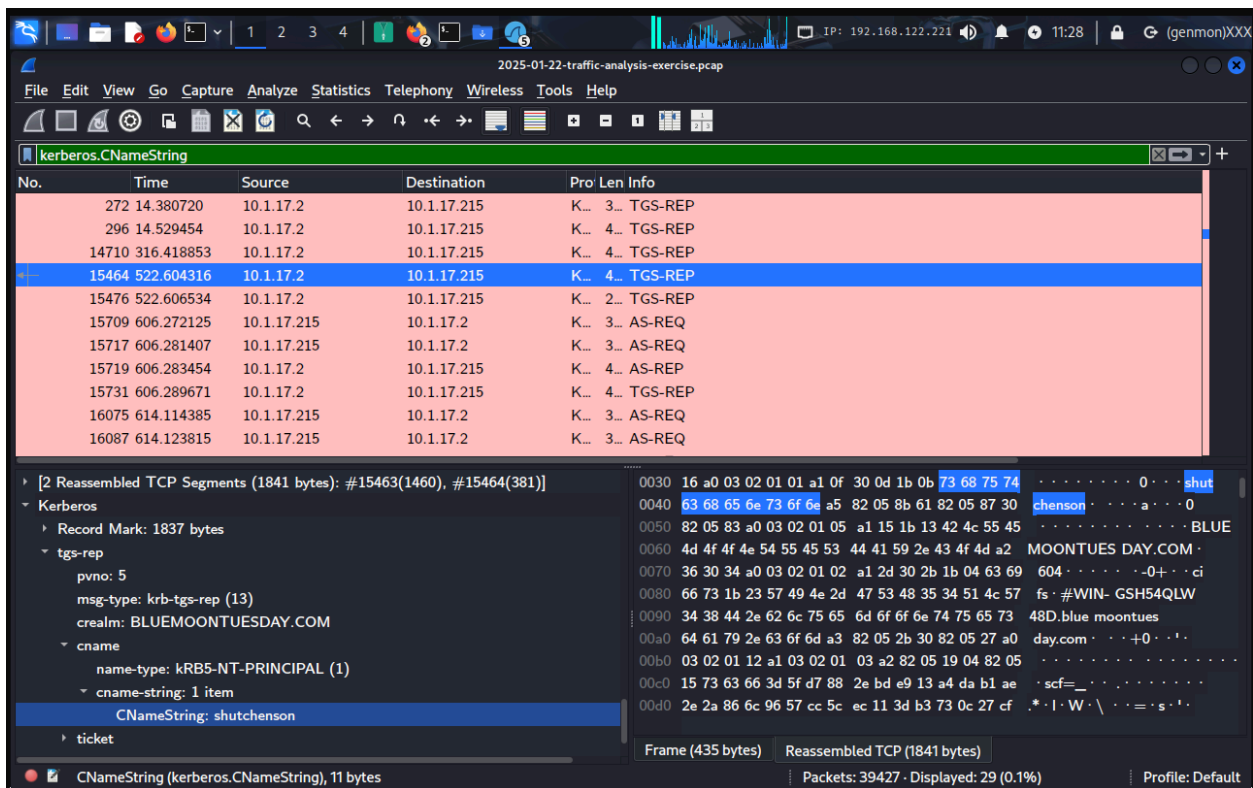 1 2 3 4 2 5 IP: 192.168.122.221 11:28 (genmon)XXX
2025-01-22-traffic-analysis-exercise.pcap
File Edit View Go Capture Analyze Statistics Telephony Wireless Tools Help
kerberos.CNameString
No. Time Source Destination Pro Len Info
272 14.380720 10.1.17.2 10.1.17.215 K... 3... TGS-REP
296 14.529454 10.1.17.2 10.1.17.215 K... 4... TGS-REP
14710 316.418853 10.1.17.2 10.1.17.215 K... 4... TGS-REP
15464 522.604316 10.1.17.2 10.1.17.215 K... 4... TGS-REP
15476 522.606534 10.1.17.2 10.1.17.215 K... 2... TGS-REP
15709 606.272125 10.1.17.215 10.1.17.2 K... 3... AS-REQ
15717 606.281407 10.1.17.215 10.1.17.2 K... 3... AS-REQ
15719 606.283454 10.1.17.2 10.1.17.215 K... 4... AS-REP
15731 606.289671 10.1.17.2 10.1.17.215 K... 4... TGS-REP
16075 614.114385 10.1.17.215 10.1.17.2 K... 3... AS-REQ
16087 614.123815 10.1.17.215 10.1.17.2 K... 3... AS-REQ
[2 Reassembled TCP Segments (1841 bytes): #15463(1460), #15464(381)]
Kerberos
Record Mark: 1837 bytes
tgs-rep
pvno: 5
msg-type: krb-tgs-rep (13)
crealm: BLUEMOONTUESDAY.COM
cname
name-type: kRB5-NT-PRINCIPAL (1)
cname-string: 1 item
CNameString: shutchenson
ticket
0030 16 a0 03 02 01 01 a1 0f 30 0d 1b 0b 73 68 75 74 · · · · · · · · 0 · · · shut
0040 63 68 65 6e 73 6f 6e a5 82 05 8b 61 82 05 87 30 chenson · · · · a · · · 0
0050 82 05 83 a0 03 02 01 05 a1 15 1b 13 42 4c 55 45 · · · · · · · · · · · · BLUE
0060 4d 4f 4f 4e 54 55 45 53 44 41 59 2e 43 4f 4d a2 MOONTUES DAY.COM ·
0070 36 30 34 a0 03 02 01 02 a1 2d 30 2b 1b 04 63 69 604 · · · · · · -0+ · · ci
0080 66 73 1b 23 57 49 4e 2d 47 53 48 35 34 51 4c 57 fs · #WIN- GSH54QLW
0090 34 38 44 2e 62 6c 75 65 6d 6f 6f 6e 74 75 65 73 48D.blue moontues
00a0 64 61 79 2e 63 6f 6d a3 82 05 2b 30 82 05 27 a0 day.com · · · +0 · · ' ·
00b0 03 02 01 12 a1 03 02 01 03 a2 82 05 19 04 82 05 · · · · · · · · · · · · · · · ·
00c0 15 73 63 66 3d 5f d7 88 2e bd e9 13 a4 da b1 ae · scf=_ · · . · · · · · · ·
00d0 2e 2a 86 6c 96 57 cc 5c ec 11 3d b3 73 0c 27 cf .* · l · W · \ · · = · s · ' ·
Frame (435 bytes) Reassembled TCP (1841 bytes)
CNameString (kerberos.CNameString), 11 bytes Packets: 39427 · Displayed: 29 (0.1%) Profile: Default